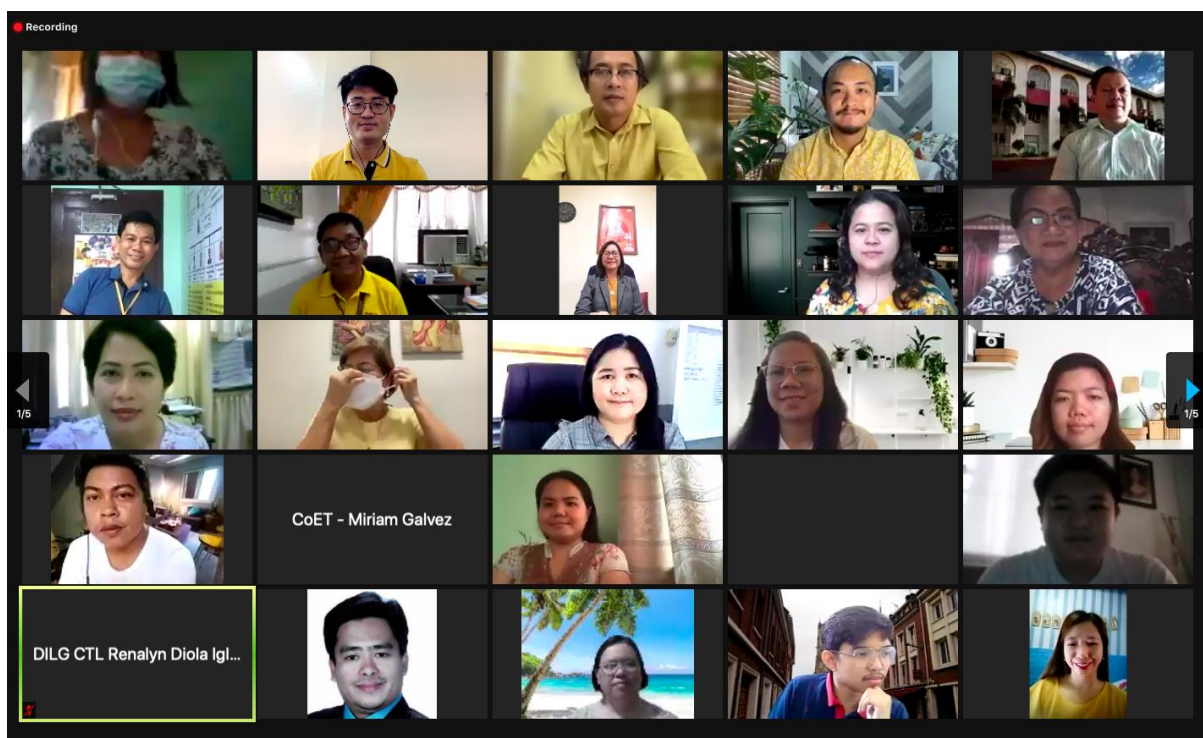 Recording
1/5
1/5
CoET - Miriam Galvez
DILG CTL Renalyn Diola Igl...